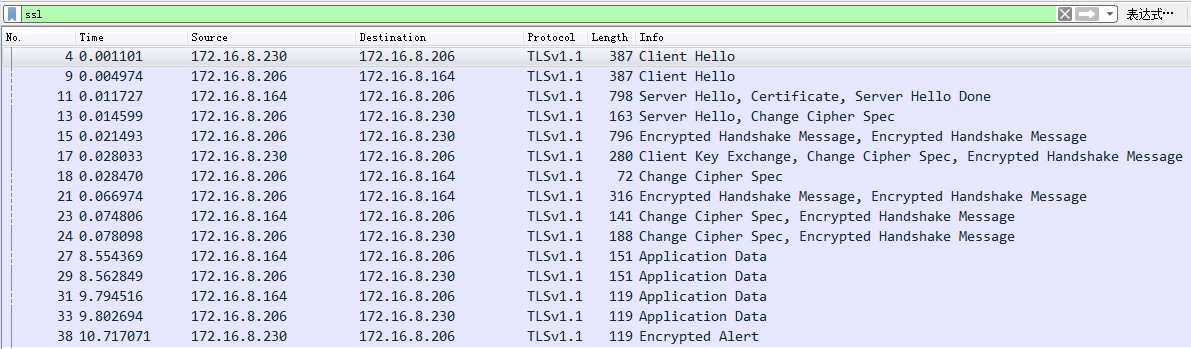 ssl 表达式…
No. Time Source Destination Protocol Length Info
4 0.001101 172.16.8.230 172.16.8.206 TLSv1.1 387 Client Hello
9 0.004974 172.16.8.206 172.16.8.164 TLSv1.1 387 Client Hello
11 0.011727 172.16.8.164 172.16.8.206 TLSv1.1 798 Server Hello, Certificate, Server Hello Done
13 0.014599 172.16.8.206 172.16.8.230 TLSv1.1 163 Server Hello, Change Cipher Spec
15 0.021493 172.16.8.206 172.16.8.230 TLSv1.1 796 Encrypted Handshake Message, Encrypted Handshake Message
17 0.028033 172.16.8.230 172.16.8.206 TLSv1.1 280 Client Key Exchange, Change Cipher Spec, Encrypted Handshake Message
18 0.028470 172.16.8.206 172.16.8.164 TLSv1.1 72 Change Cipher Spec
21 0.066974 172.16.8.206 172.16.8.164 TLSv1.1 316 Encrypted Handshake Message, Encrypted Handshake Message
23 0.074806 172.16.8.164 172.16.8.206 TLSv1.1 141 Change Cipher Spec, Encrypted Handshake Message
24 0.078098 172.16.8.206 172.16.8.230 TLSv1.1 188 Change Cipher Spec, Encrypted Handshake Message
27 8.554369 172.16.8.164 172.16.8.206 TLSv1.1 151 Application Data
29 8.562849 172.16.8.206 172.16.8.230 TLSv1.1 151 Application Data
31 9.794516 172.16.8.164 172.16.8.206 TLSv1.1 119 Application Data
33 9.802694 172.16.8.206 172.16.8.230 TLSv1.1 119 Application Data
38 10.717071 172.16.8.230 172.16.8.206 TLSv1.1 119 Encrypted Alert